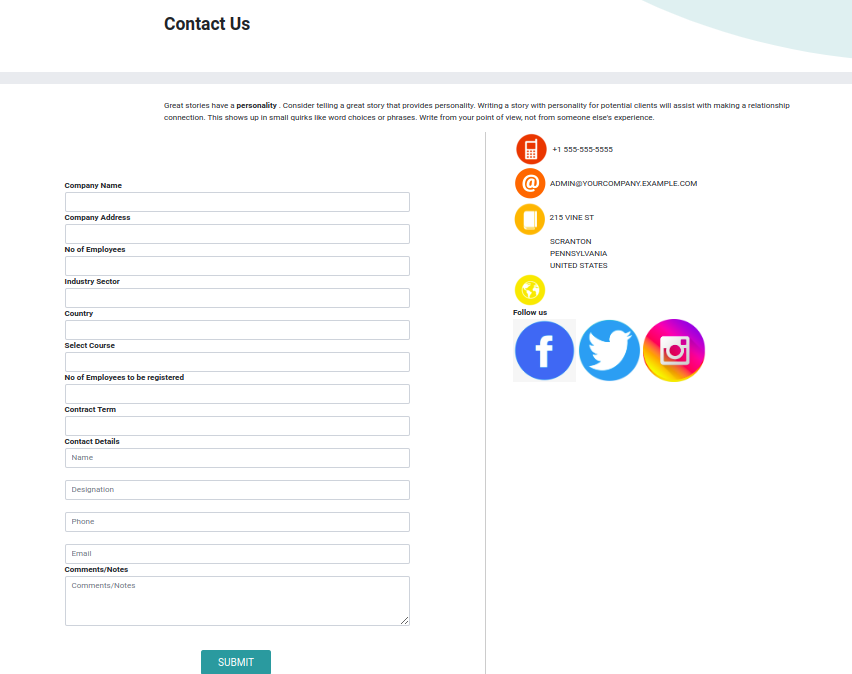 Contact Us
Great stories have a personality . Consider telling a great story that provides personality. Writing a story with personality for potential clients will assist with making a relationship
connection. This shows up in small quirks like word choices or phrases. Write from your point of view, not from someone else's experience.
Company Name
Company Address
No of Employees
Industry Sector
Country
Select Course
No of Employees to be registered
Contract Term
Contact Details
Name
Designation
Phone
Email
Comments/Notes
Comments/Notes
SUBMIT
+1 555-555-5555
@
ADMIN@YOURCOMPANY.EXAMPLE.COM
215 VINE ST
SCRANTON
PENNSYLVANIA
UNITED STATES
Follow us
f